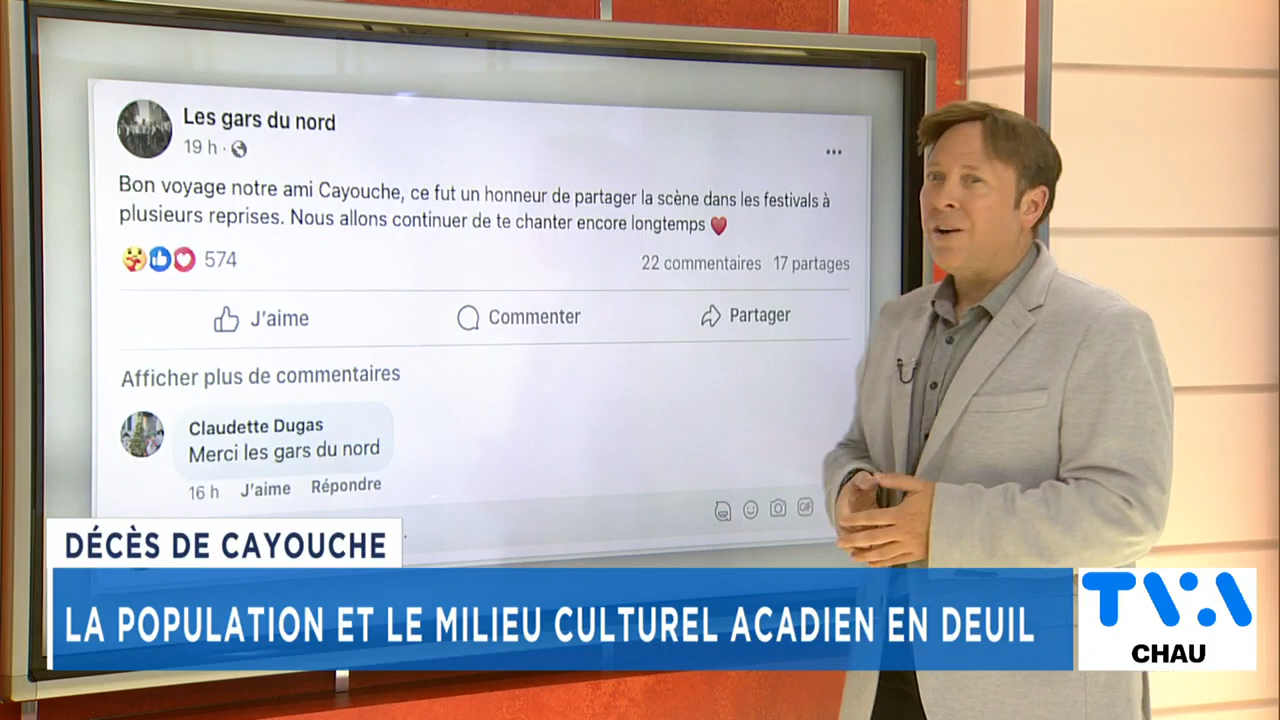 Les gars du nord
19 h ·
Bon voyage notre ami Cayouche, ce fut un honneur de partager la scène dans les festivals à
plusieurs reprises. Nous allons continuer de te chanter encore longtemps ❤
574
22 commentaires 17 partages
J'aime
Commenter
Partager
Afficher plus de commentaires
Claudette Dugas
Merci les gars du nord
16 h J'aime Répondre
GIF
DÉCÈS DE CAYOUCHE
LA POPULATION ET LE MILIEU CULTUREL ACADIEN EN DEUIL
TVA
CHAU